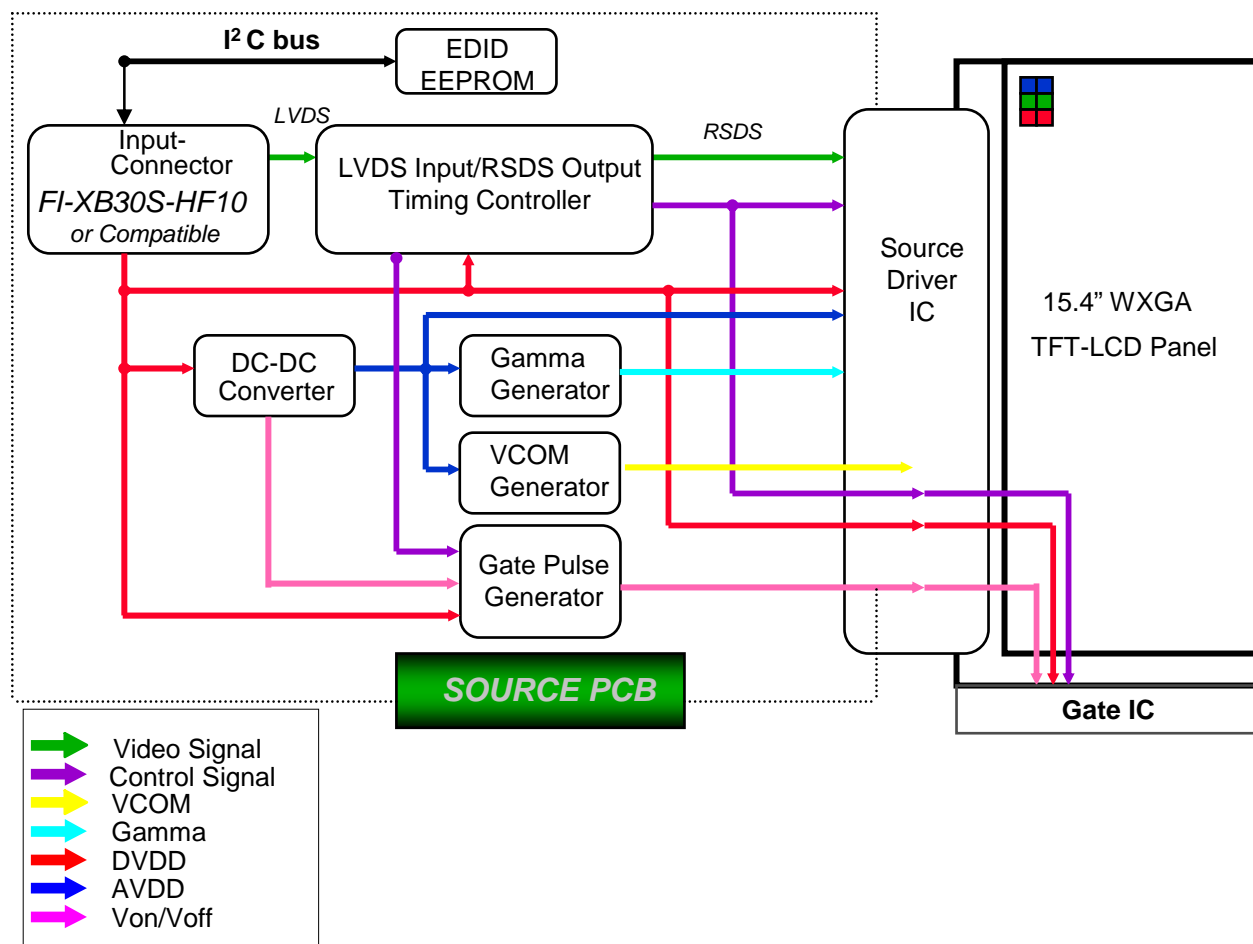 I² C bus
EDID
EEPROM
LVDS
RSDS
Input-
Connector
FI-XB30S-HF10
or Compatible
LVDS Input/RSDS Output
Timing Controller
Source
Driver
IC
15.4” WXGA
TFT-LCD Panel
DC-DC
Converter
Gamma
Generator
VCOM
Generator
Gate Pulse
Generator
SOURCE PCB
Gate IC
Video Signal
Control Signal
VCOM
Gamma
DVDD
AVDD
Von/Voff